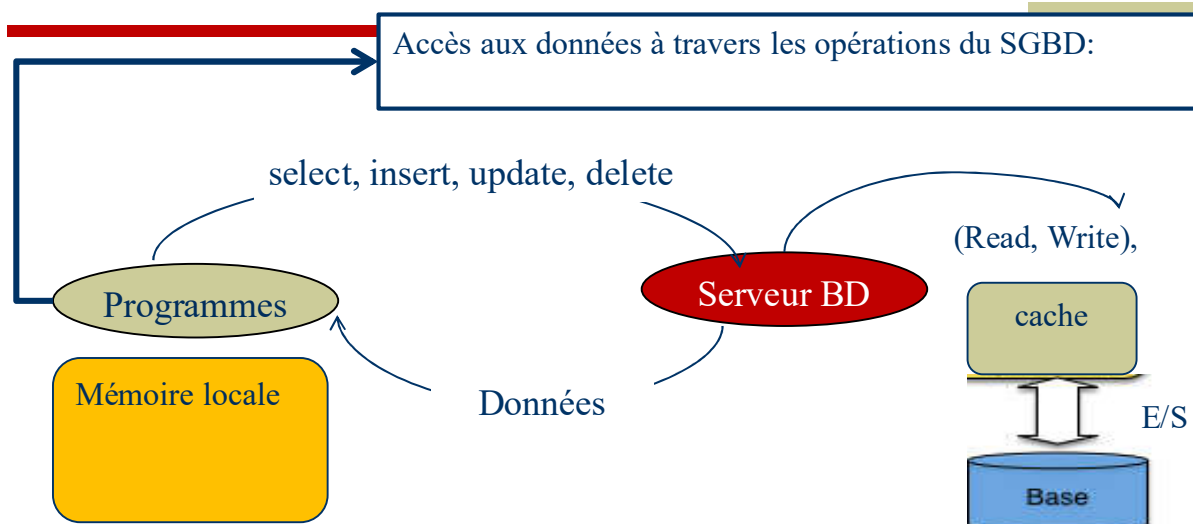 Accès aux données à travers les opérations du SGBD:
select, insert, update, delete
(Read, Write),
Programmes
Serveur BD
cache
Mémoire locale
Données
E/S
Base